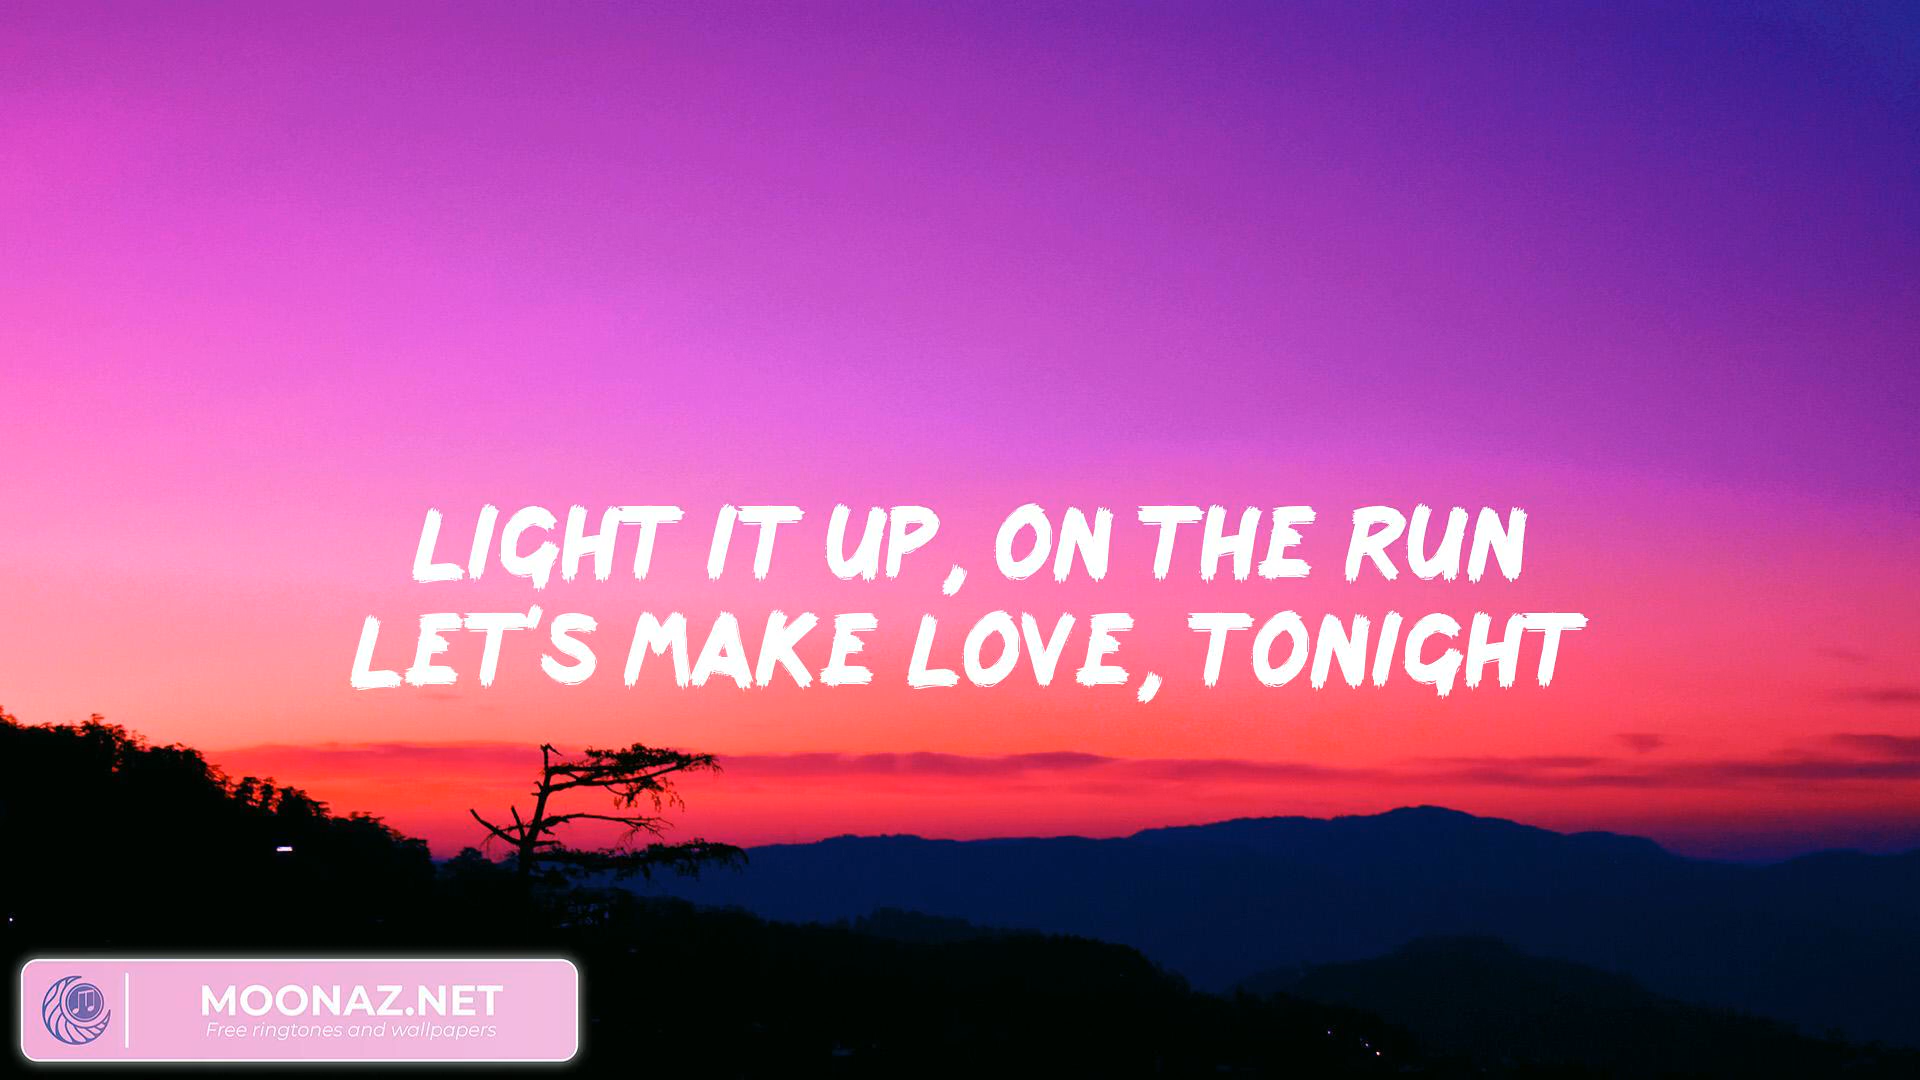 LIGHT IT UP, ON THE RUN
LET'S MAKE LOVE, TONIGHT
MOONAZ.NET
Free ringtones and wallpapers